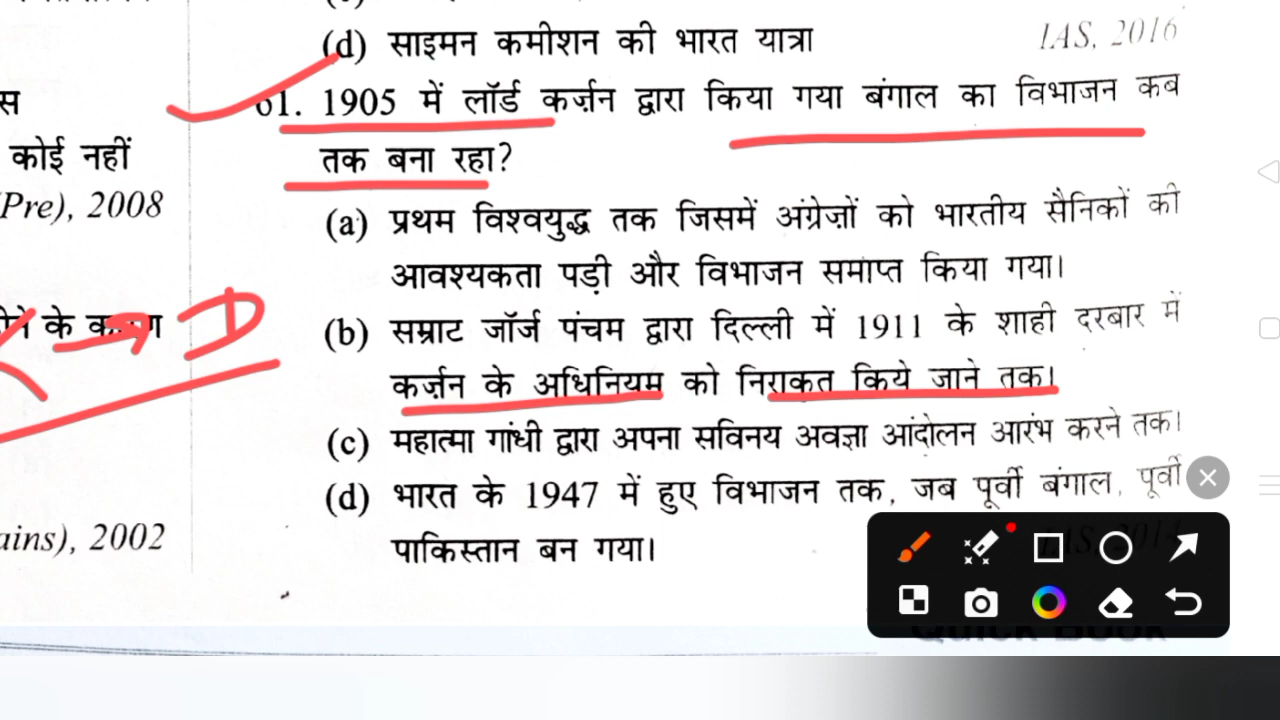 (d) साइमन कमीशन की भारत यात्रा
IAS, 2016
स
कोई नहीं
(Pre), 2008
के
D
ains), 2002
61. 1905 में लॉर्ड कर्ज़न द्वारा किया गया बंगाल का विभाजन कब
तक बना रहा?
(a) प्रथम विश्वयुद्ध तक जिसमें अंग्रेज़ों को भारतीय सैनिकों की
आवश्यकता पड़ी और विभाजन समाप्त किया गया।
(b) सम्राट जॉर्ज पंचम द्वारा दिल्ली में 1911 के शाही दरबार में
कर्ज़न के अधिनियम को निराकृत किये जाने तक।
(c) महात्मा गांधी द्वारा अपना सविनय अवज्ञा आंदोलन आरंभ करने तक।
(d) भारत के 1947 में हुए विभाजन तक, जब पूर्वी बंगाल, पूर्वी
पाकिस्तान बन गया।
IAS, 2014